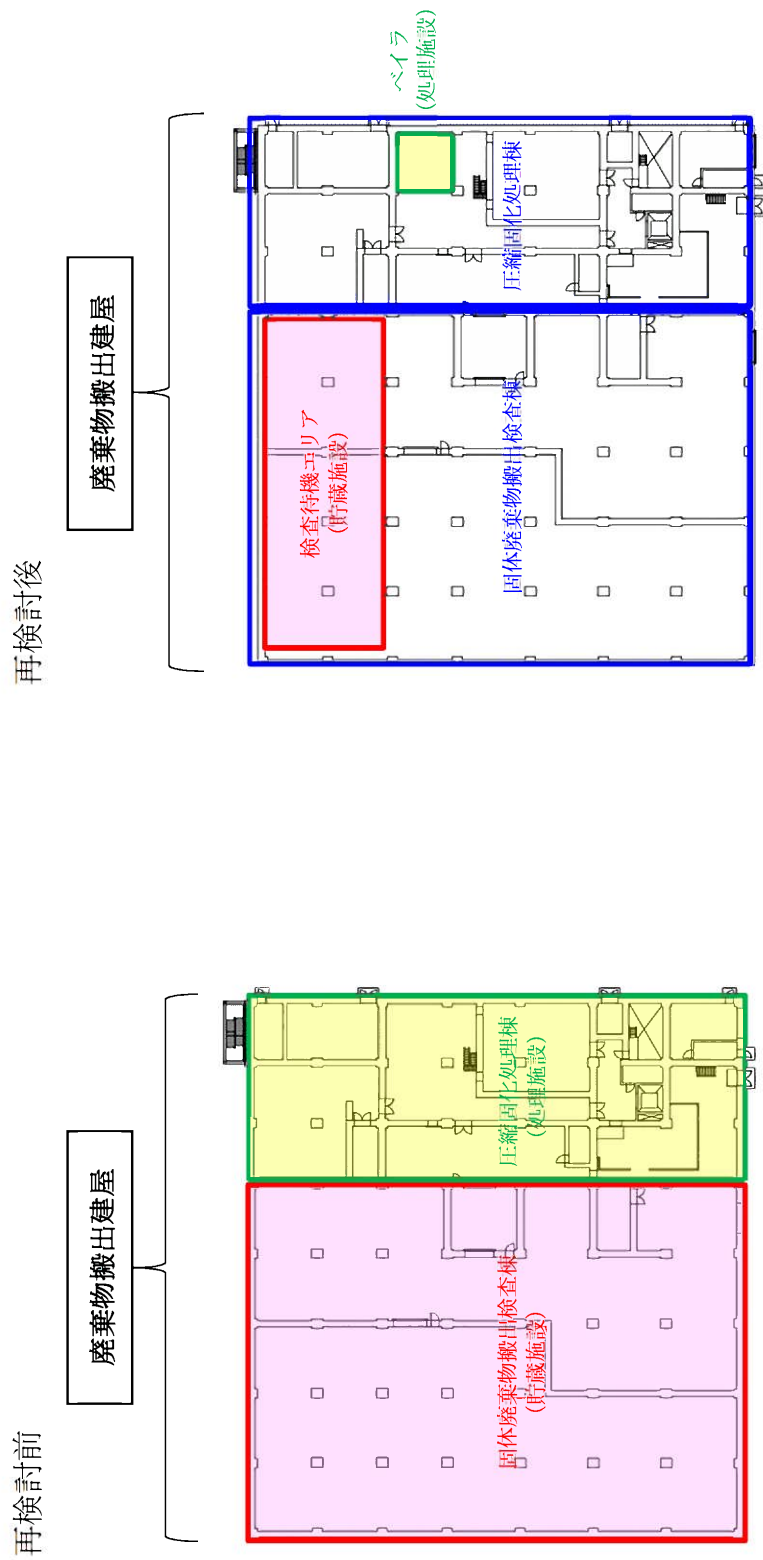 再検討前
廃棄物搬出建屋
固体廃棄物搬出検査棟
(貯蔵施設)
圧縮固化処理棟
(処理施設)
再検討後
廃棄物搬出建屋
検査待機エリア
(貯蔵施設)
固体廃棄物搬出検査棟
圧縮固化処理棟
ベイラ
(処理施設)